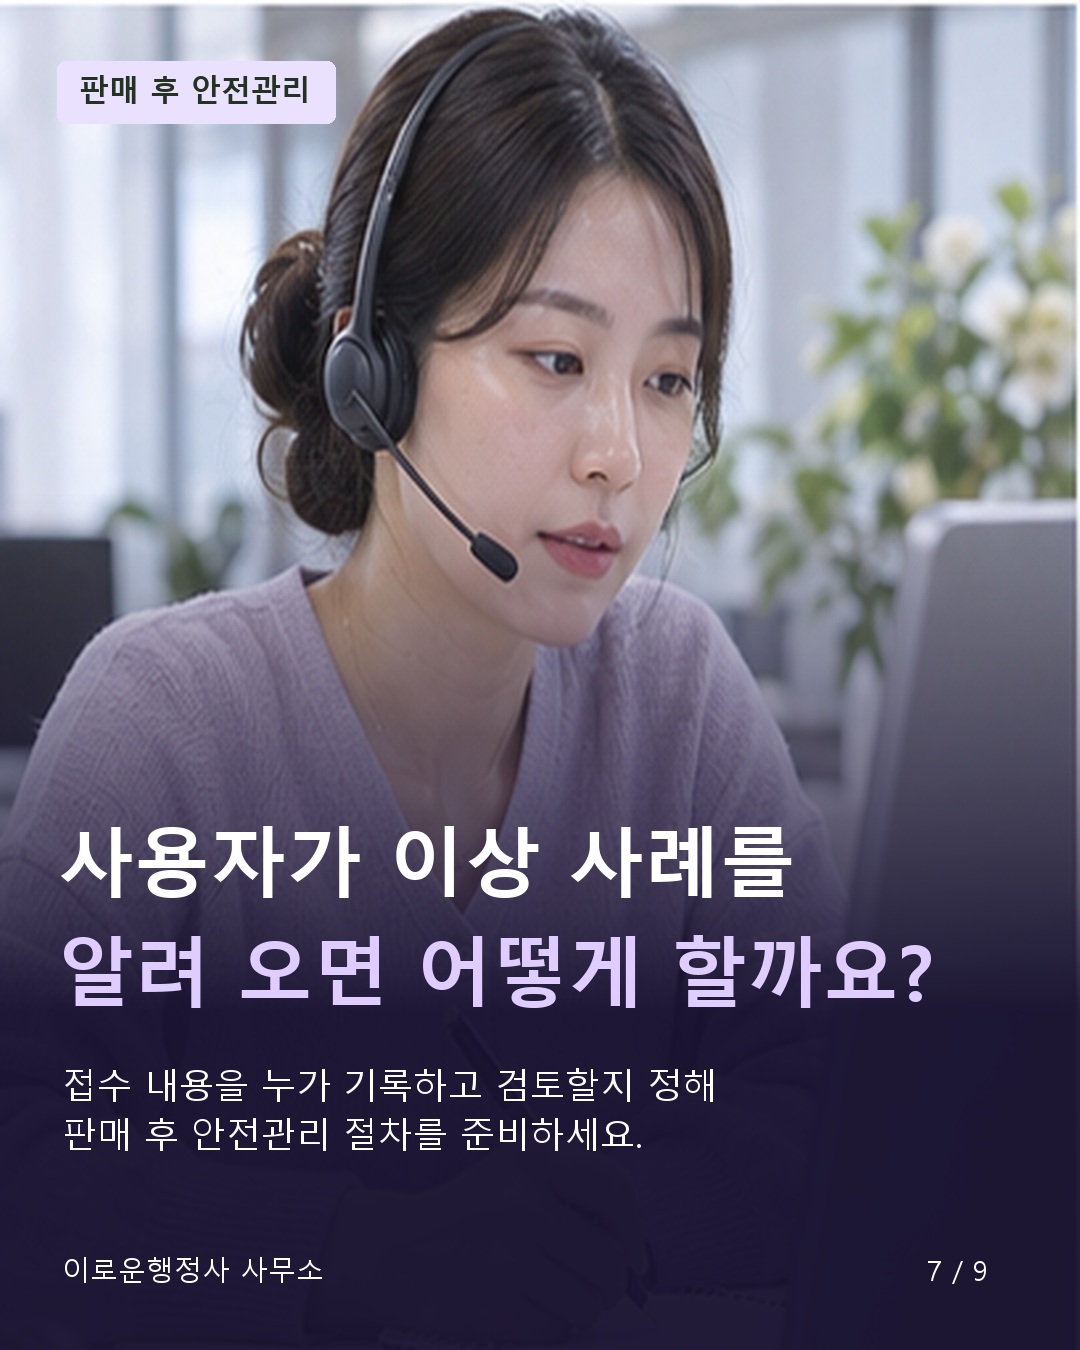 판매 후 안전관리
사용자가 이상 사례를
알려 오면 어떻게 할까요?
접수 내용을 누가 기록하고 검토할지 정해
판매 후 안전관리 절차를 준비하세요.
이로운행정사 사무소
7 / 9